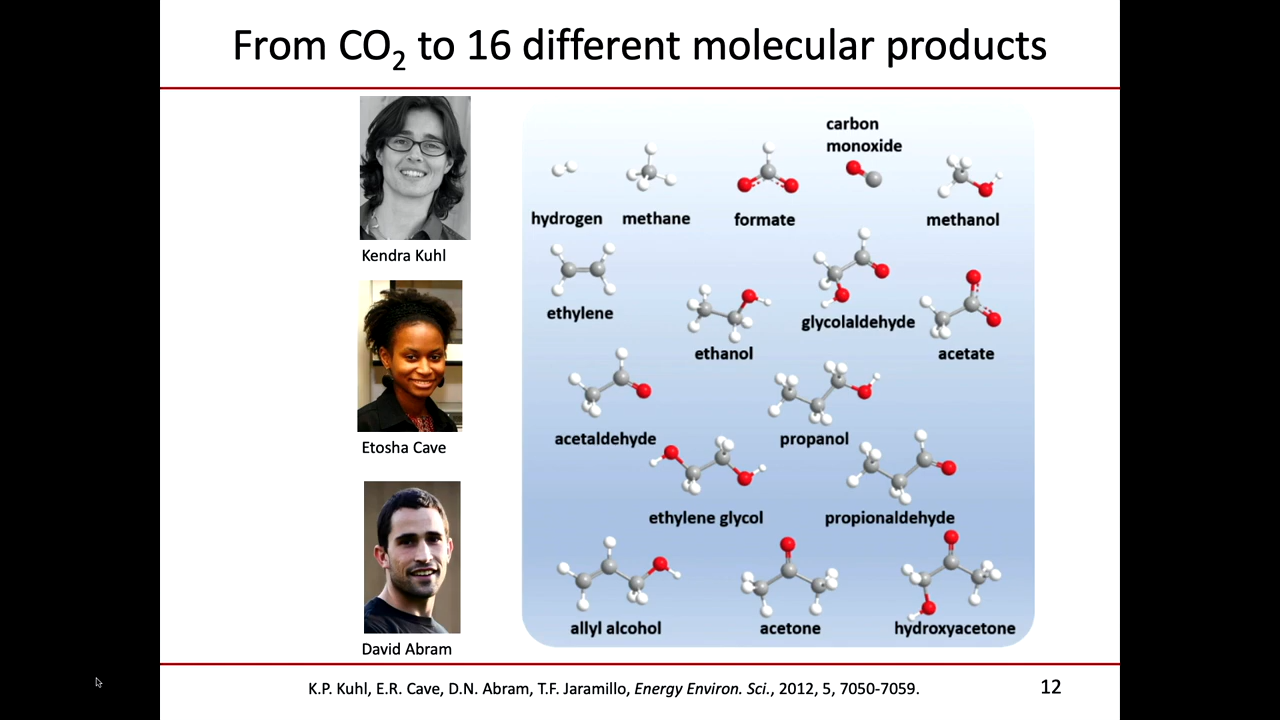 From CO₂ to 16 different molecular products
Kendra Kuhl
Etosha Cave
David Abram
carbon
monoxide
hydrogen methane formate methanol
ethylene
ethanol
glycolaldehyde
acetate
acetaldehyde
propanol
ethylene glycol
propionaldehyde
allyl alcohol
acetone
hydroxyacetone
K.P. Kuhl, E.R. Cave, D.N. Abram, T.F. Jaramillo, Energy Environ. Sci., 2012, 5, 7050-7059.
12